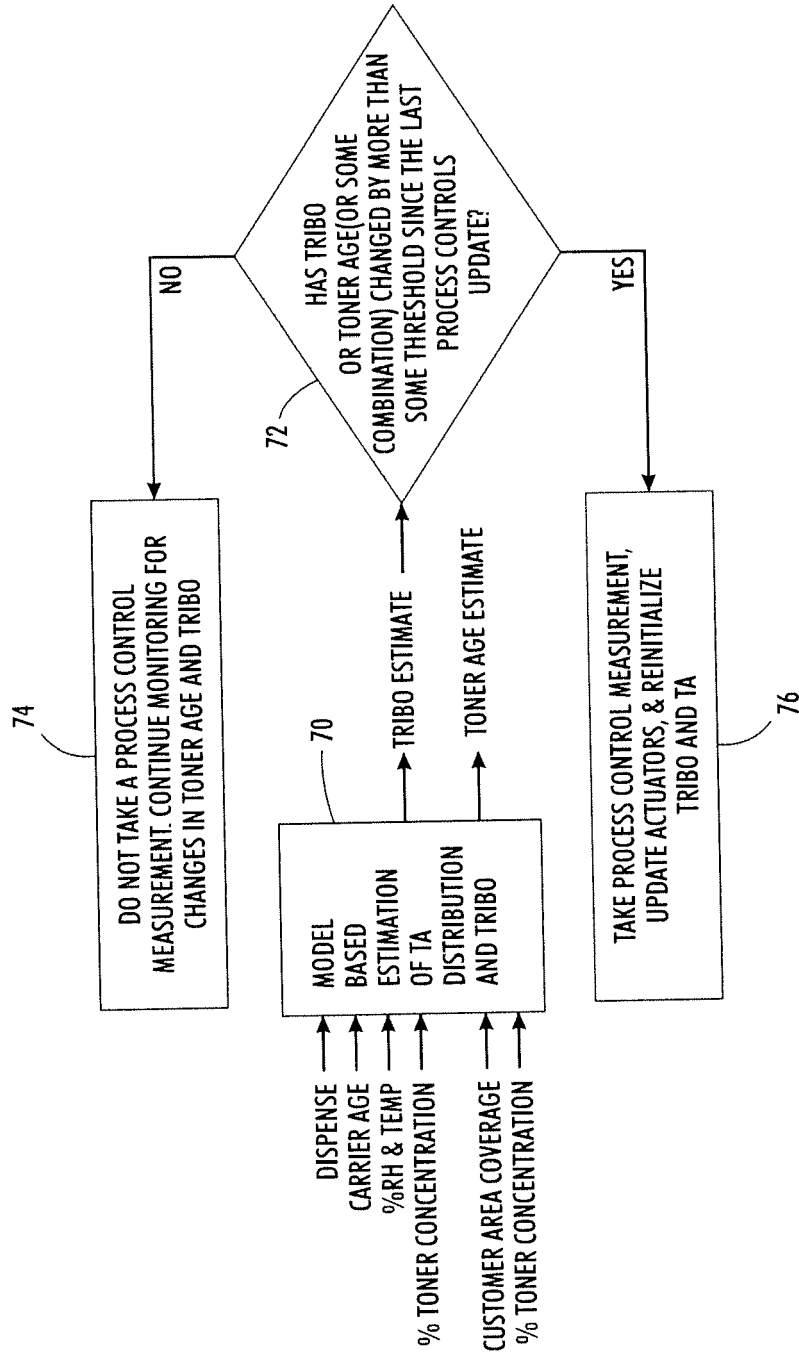 DISPENSE
CARRIER AGE
%RH & TEMP
% TONER CONCENTRATION
CUSTOMER AREA COVERAGE
% TONER CONCENTRATION
70
MODEL
BASED
ESTIMATION
OF TA
DISTRIBUTION
AND TRIBO
TRIBO ESTIMATE
TONER AGE ESTIMATE
72
HAS TRIBO
OR TONER AGE(OR SOME
COMBINATION) CHANGED BY MORE THAN
SOME THRESHOLD SINCE THE LAST
PROCESS CONTROLS
UPDATE?
NO
74
DO NOT TAKE A PROCESS CONTROL
MEASUREMENT. CONTINUE MONITORING FOR
CHANGES IN TONER AGE AND TRIBO
YES
TAKE PROCESS CONTROL MEASUREMENT,
UPDATE ACTUATORS, & REINITIALIZE
TRIBO AND TA
76